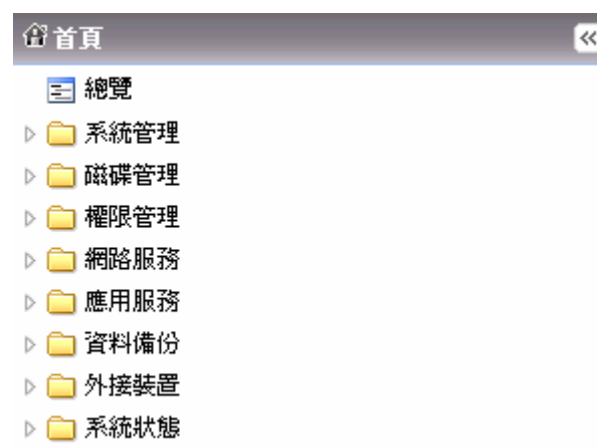 首頁
總覽
系統管理
磁碟管理
權限管理
網路服務
應用服務
資料備份
外接裝置
系統狀態